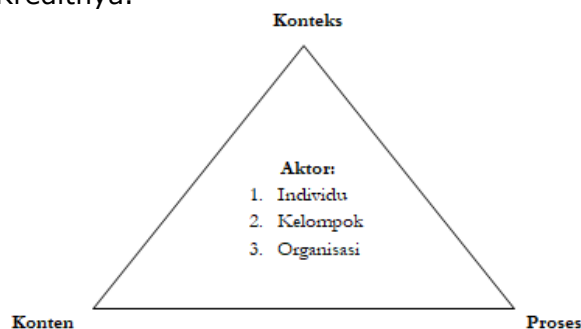 Kreditnya.
Konteks
Aktor:
1. Individu
2. Kelompok
3. Organisasi
Konten
Proses